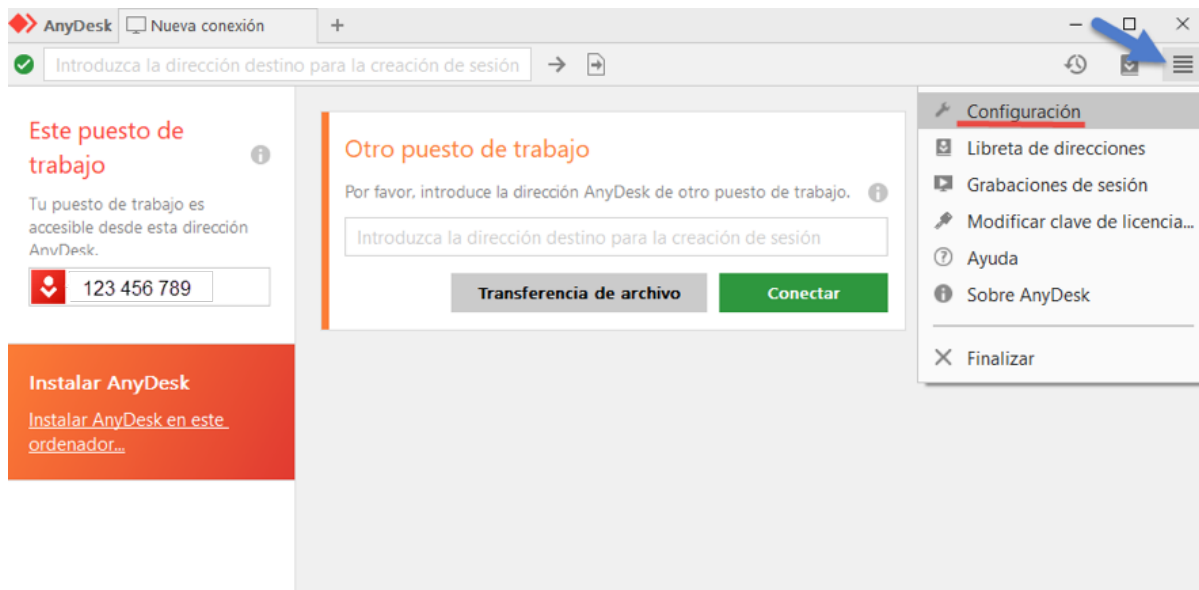 AnyDesk
Nueva conexión
+
Introduzca la dirección destino para la creación de sesión
Este puesto de
trabajo
Tu puesto de trabajo es
accesible desde esta dirección
AnyDesk.
123 456 789
Instalar AnyDesk
Instalar AnyDesk en este
ordenador...
Otro puesto de trabajo
Por favor, introduce la dirección AnyDesk de otro puesto de trabajo.
Introduzca la dirección destino para la creación de sesión
Transferencia de archivo
Conectar
Configuración
Libreta de direcciones
Grabaciones de sesión
Modificar clave de licencia...
Ayuda
Sobre AnyDesk
Finalizar